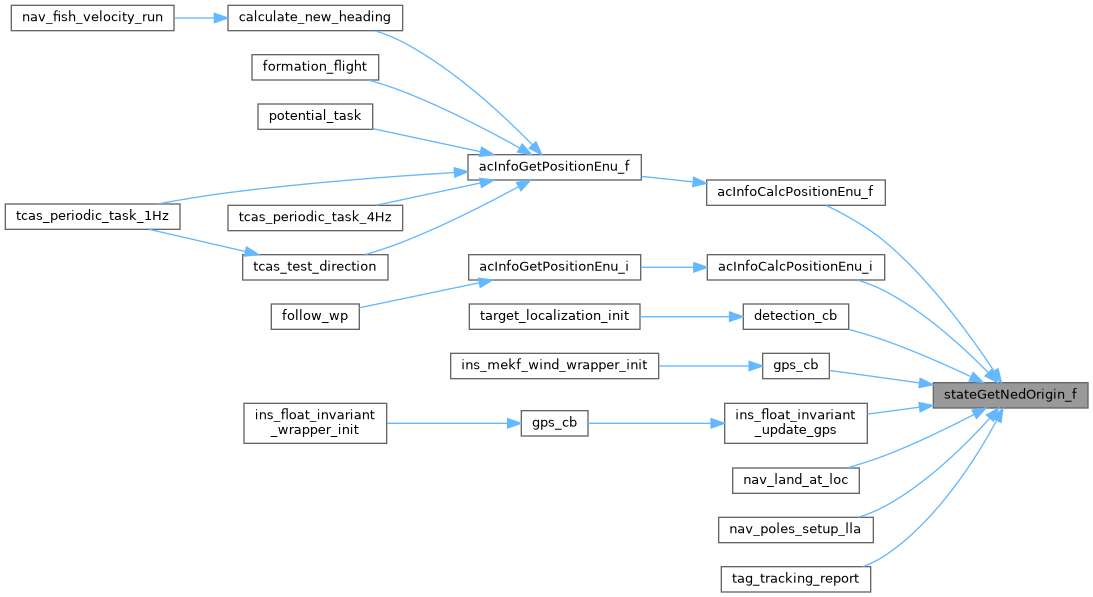 nav_fish_velocity_run
calculate_new_heading
formation_flight
potential_task
acInfoGetPositionEnu_f
acInfoCalcPositionEnu_f
tcas_periodic_task_1Hz
tcas_periodic_task_4Hz
tcas_test_direction
acInfoGetPositionEnu_i
acInfoCalcPositionEnu_i
follow_wp
target_localization_init
detection_cb
ins_mekf_wind_wrapper_init
gps_cb
stateGetNedOrigin_f
ins_float_invariant
_wrapper_init
gps_cb
ins_float_invariant
_update_gps
nav_land_at_loc
nav_poles_setup_lla
tag_tracking_report